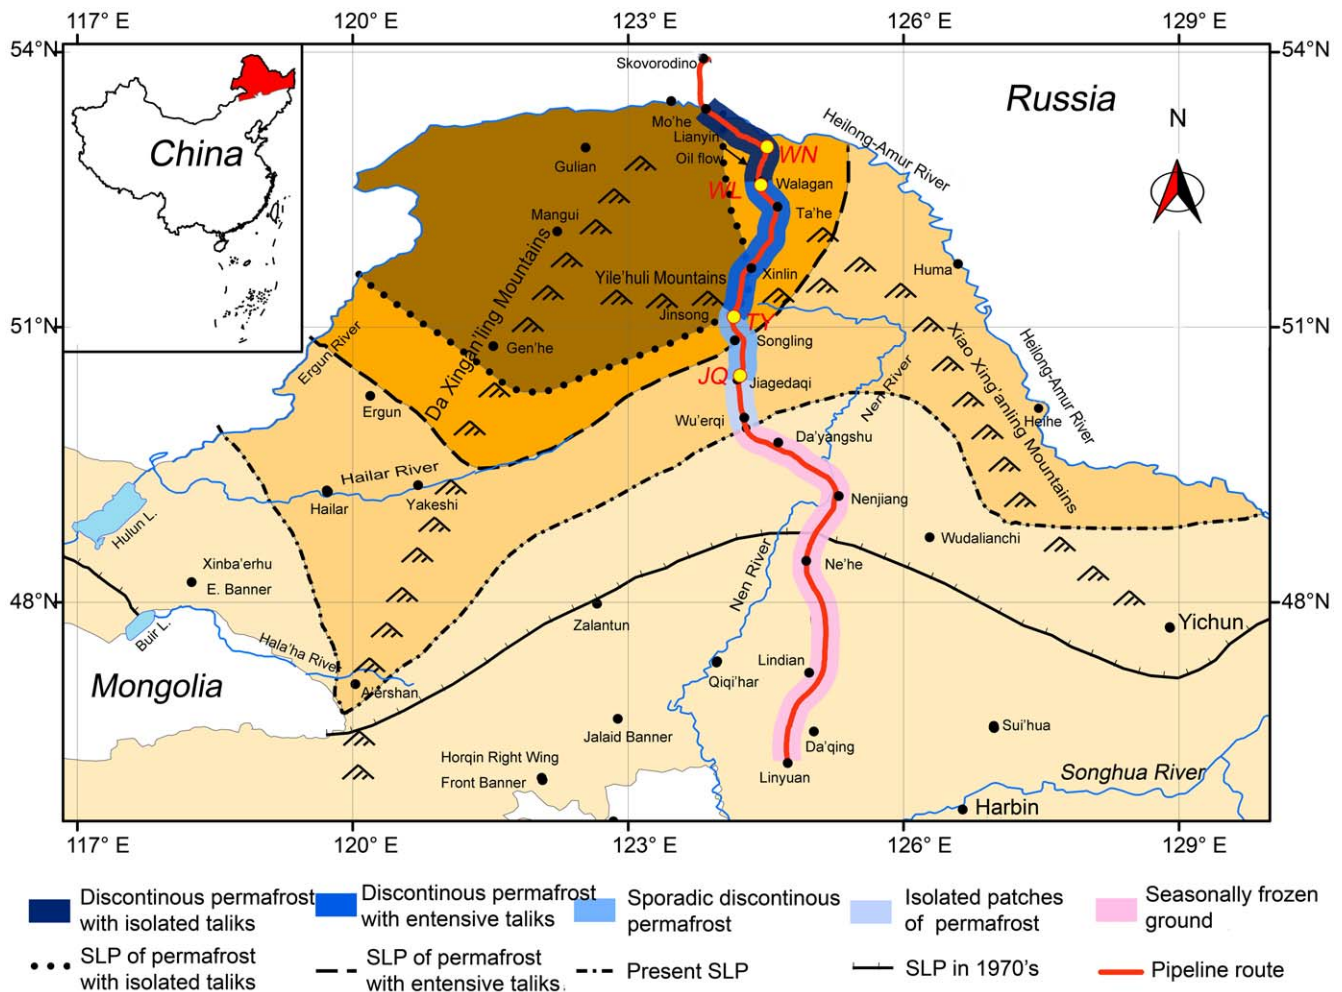 117° E
120° E
123° E
126° E
129° E
54°N
54°N
Skovorodino
Russia
N
China
Mo'he
Lianyin
Oil flow
Heilong-Amur River
WN
Gulian
WL
Walagan
Ta'he
Mangui
Da Xingan'ling Mountains
Yile'huli Mountains
Xinlin
Huma
Jinsong
TY
51°N
51°N
Ergun River
Gen'he
Songling
Xiao Xing'anling Mountains
Heilong-Amur River
JQ
Jiagedaqi
Nen River
Ergun
Wu'erqi
Heihe
Da'yangshu
Hailar River
Hailar
Yakeshi
Nenjiang
Hulun L.
Wudalianchi
Xinba'erhu
E. Banner
Ne'he
Nen River
48°N
48°N
Buir L.
Zalantun
Yichun
Hala'ha River
Lindian
Mongolia
A'ershan
Qiqi'har
Jalaid Banner
Sui'hua
Da'qing
Horqin Right Wing
Front Banner
Linyuan
Songhua River
Harbin
117° E
120° E
123° E
126° E
129° E
Discontinous permafrost
with isolated taliks
Discontinous permafrost
with entensive taliks
Sporadic discontinous
permafrost
Isolated patches
of permafrost
Seasonally frozen
ground
SLP of permafrost
with isolated taliks
SLP of permafrost
with entensive taliks.
Present SLP
SLP in 1970's
Pipeline route